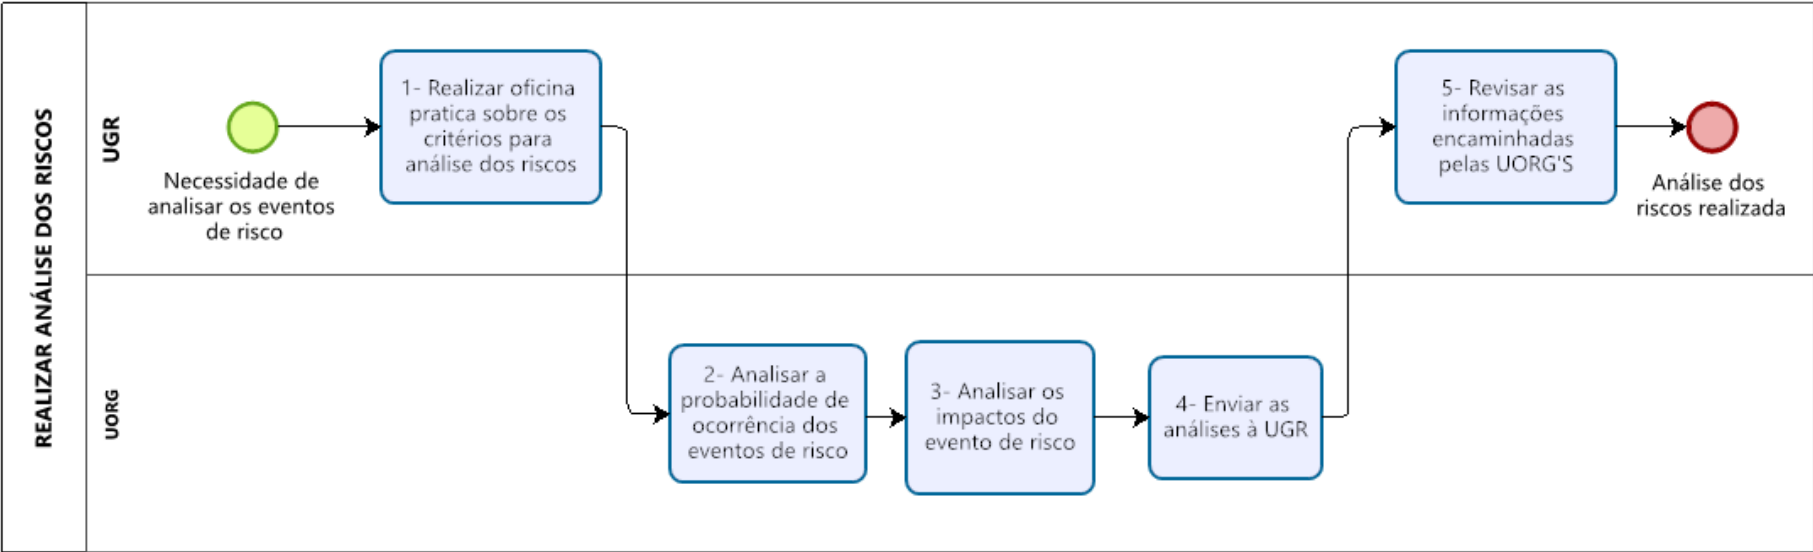 REALIZAR ANÁLISE DOS RISCOS
UGR
Necessidade de
analisar os eventos
de risco
1- Realizar oficina
pratica sobre os
critérios para
análise dos riscos
5- Revisar as
informações
encaminhadas
pelas UORG'S
Análise dos
riscos realizada
UORG
2- Analisar a
probabilidade de
ocorrência dos
eventos de risco
3- Analisar os
impactos do
evento de risco
4- Enviar as
análises à UGR